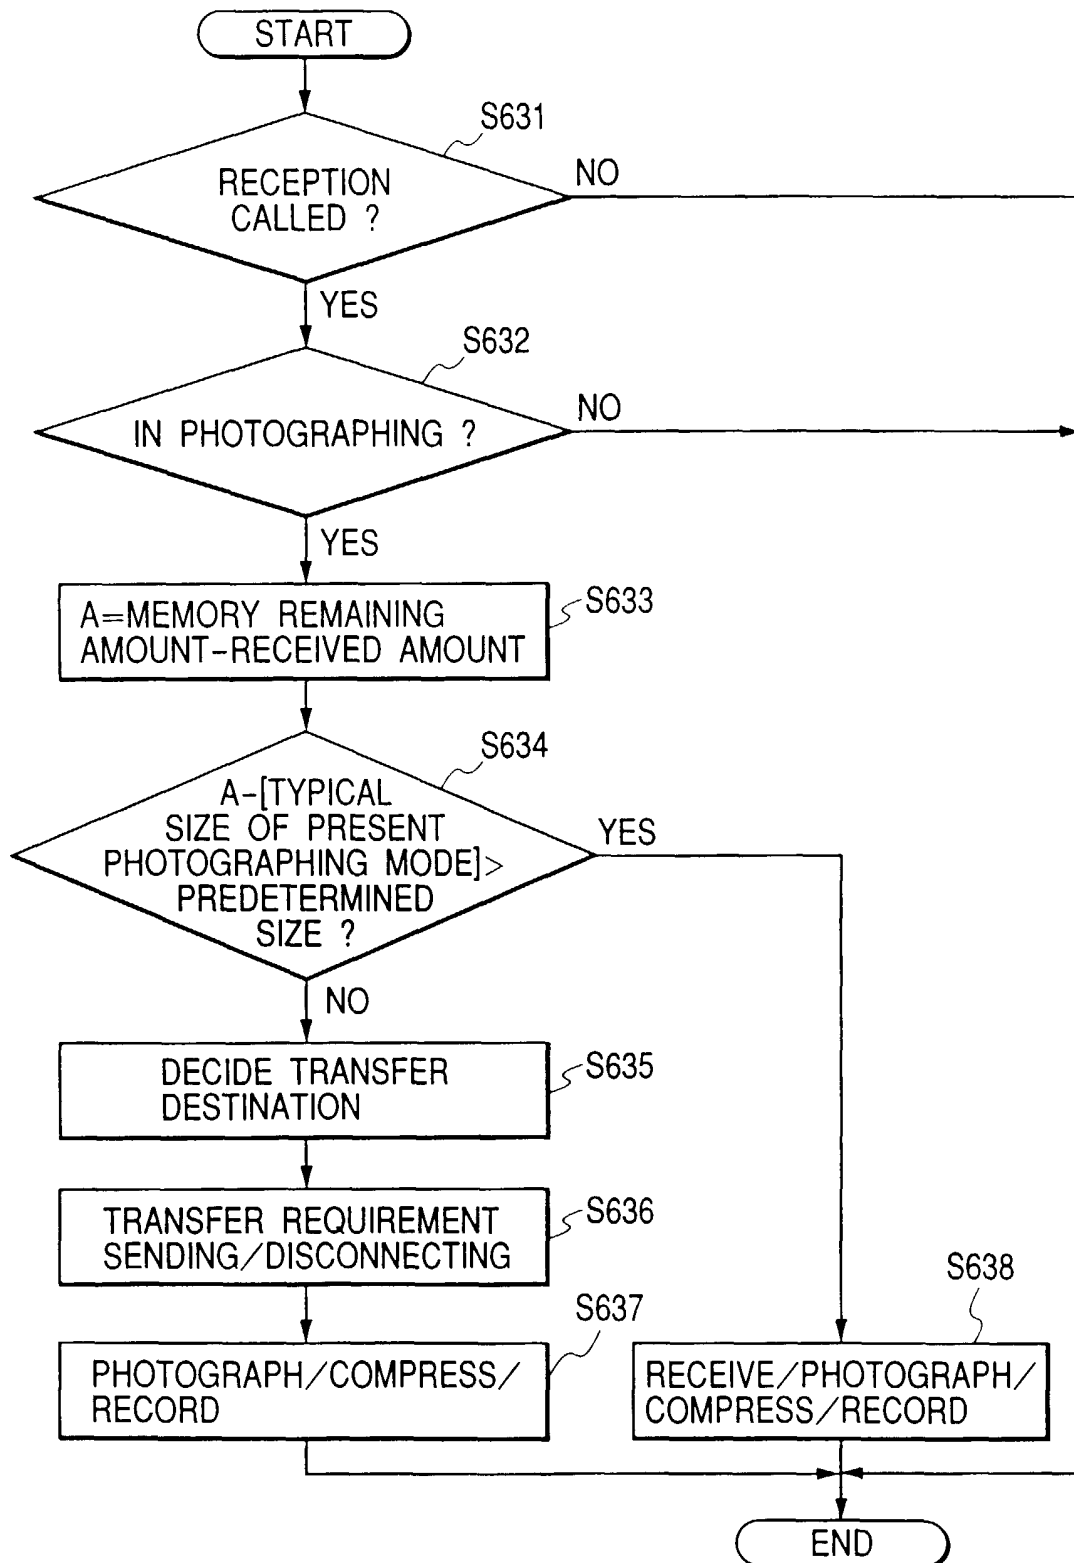 START
S631
RECEPTION
CALLED ?
NO
YES
S632
IN PHOTOGRAPHING ?
NO
YES
S633
A=MEMORY REMAINING
AMOUNT-RECEIVED AMOUNT
S634
A-[TYPICAL
SIZE OF PRESENT
PHOTOGRAPHING MODE]>
PREDETERMINED
SIZE ?
YES
NO
S635
DECIDE TRANSFER
DESTINATION
S636
TRANSFER REQUIREMENT
SENDING/DISCONNECTING
S637
PHOTOGRAPH/COMPRESS/
RECORD
S638
RECEIVE/PHOTOGRAPH/
COMPRESS/RECORD
END